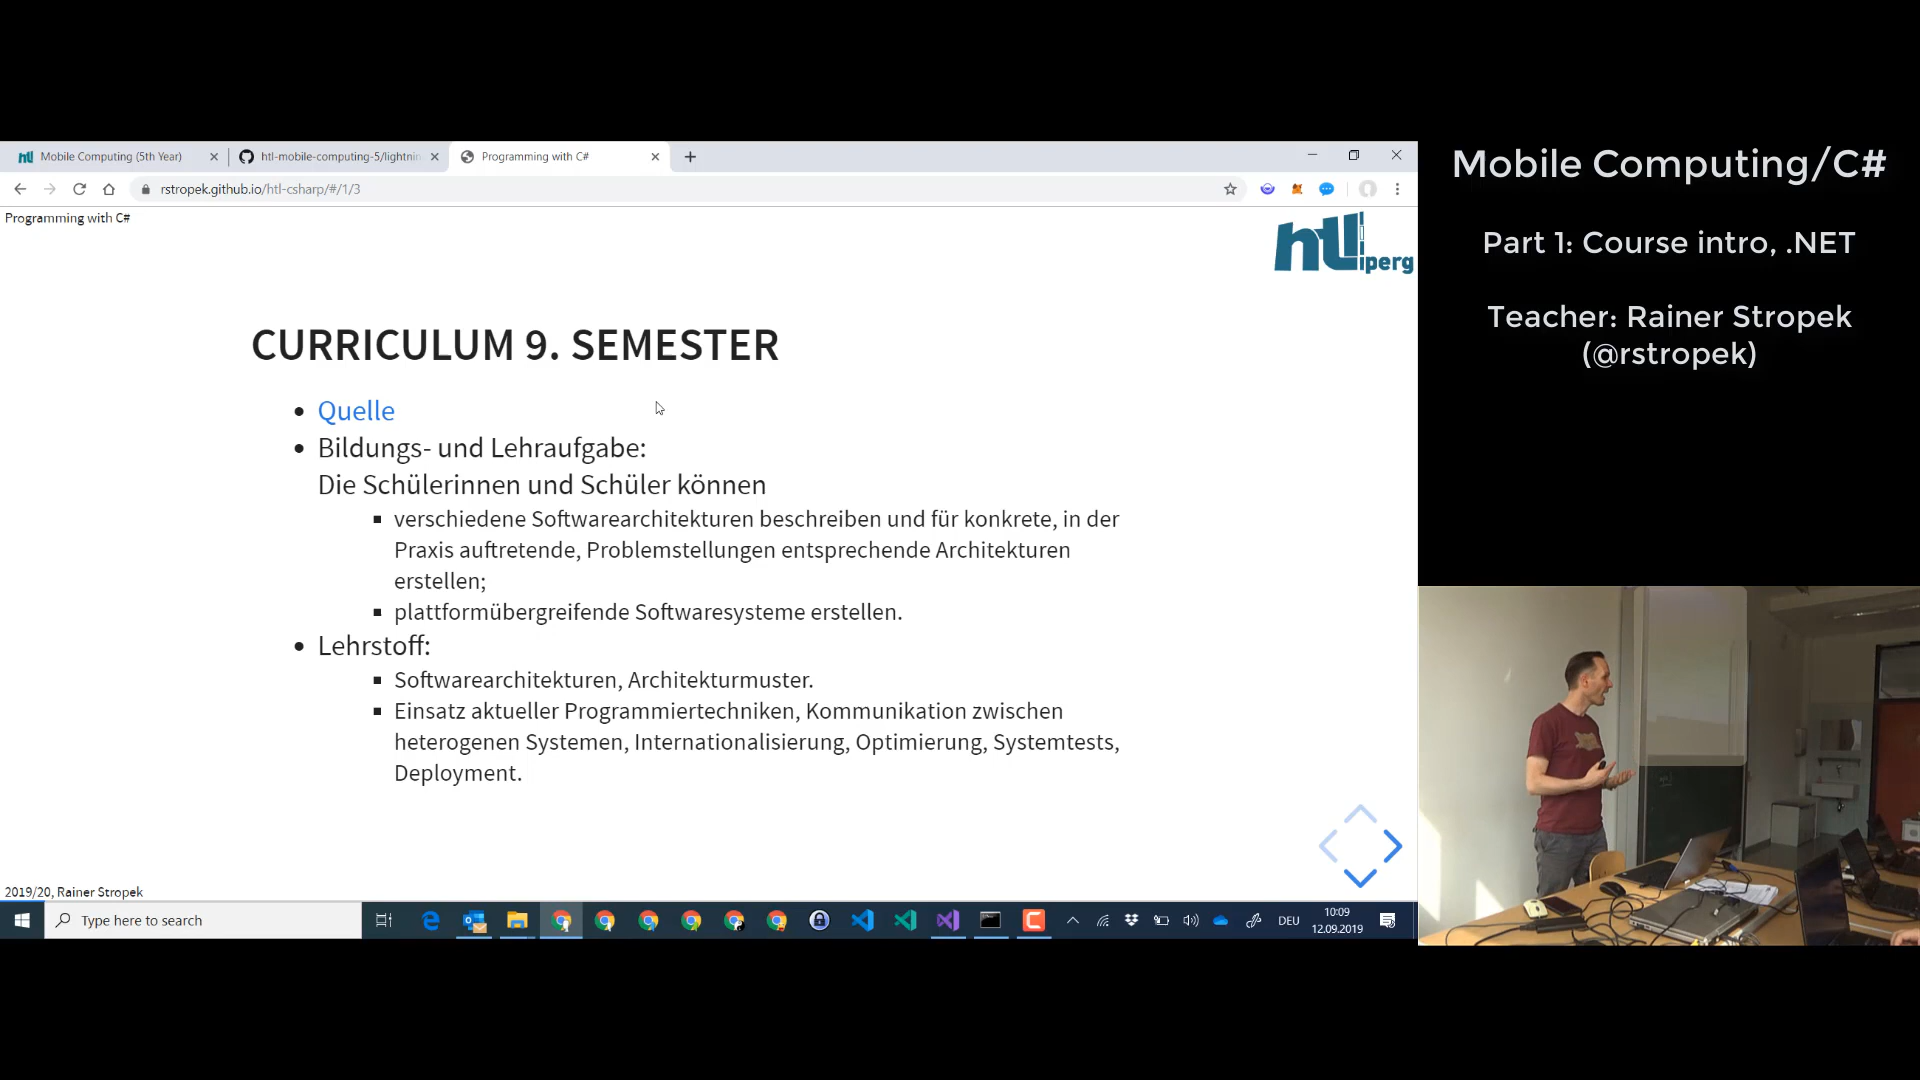 Mobile Computing (5th Year)
htl-mobile-computing-5/lightnin
Programming with C#
rstropek.github.io/htl-csharp/#/1/3
Programming with C#
htl
iperg
CURRICULUM 9. SEMESTER
Quelle
Bildungs- und Lehraufgabe:
Die Schülerinnen und Schüler können
verschiedene Softwarearchitekturen beschreiben und für konkrete, in der
Praxis auftretende, Problemstellungen entsprechende Architekturen
erstellen;
plattformübergreifende Softwaresysteme erstellen.
Lehrstoff:
Softwarearchitekturen, Architekturmuster.
Einsatz aktueller Programmiertechniken, Kommunikation zwischen
heterogenen Systemen, Internationalisierung, Optimierung, Systemtests,
Deployment.
2019/20, Rainer Stropek
Type here to search
DEU
10:09
12.09.2019
Mobile Computing/C#
Part 1: Course intro, .NET
Teacher: Rainer Stropek
(@rstropek)